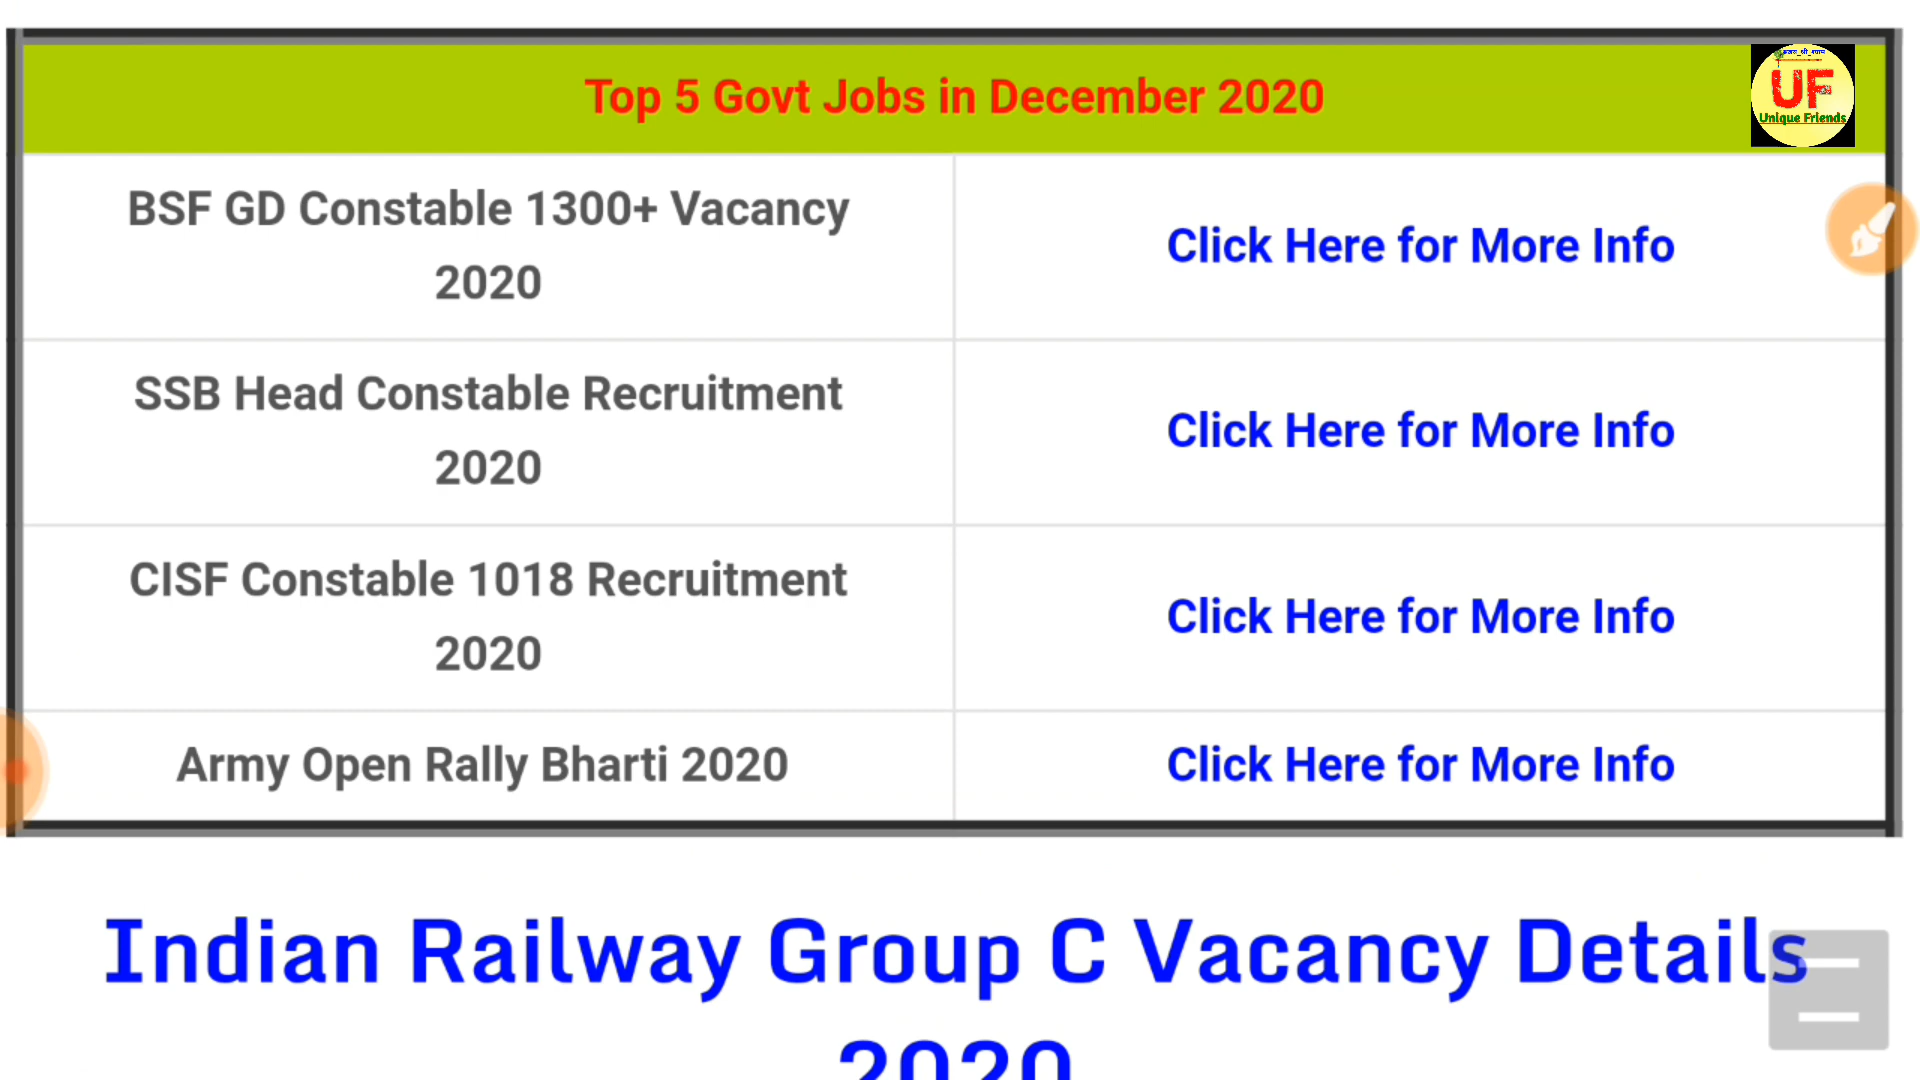 Top 5 Govt Jobs in December 2020
UF
Unique Friends
BSF GD Constable 1300+ Vacancy
2020
Click Here for More Info
SSB Head Constable Recruitment
2020
Click Here for More Info
CISF Constable 1018 Recruitment
2020
Click Here for More Info
Army Open Rally Bharti 2020
Click Here for More Info
Indian Railway Group C Vacancy Details
2020